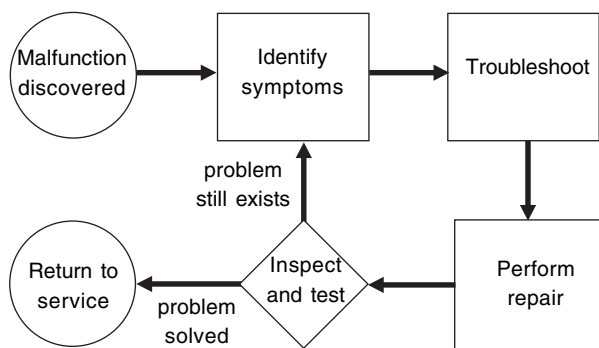 Malfunction
discovered
Identify
symptoms
Troubleshoot
problem
still exists
Return to
service
problem
solved
Inspect
and test
Perform
repair